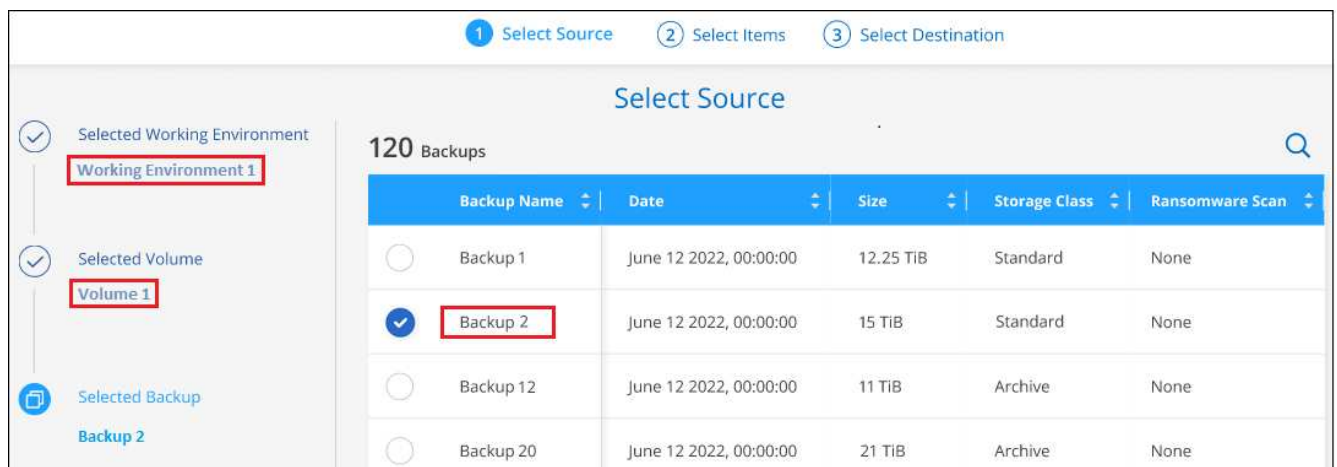 1 Select Source 2 Select Items 3 Select Destination
Select Source
Selected Working Environment
Working Environment 1
Selected Volume
Volume 1
Selected Backup
Backup 2
120 Backups
Backup Name Date Size Storage Class Ransomware Scan
Backup 1 June 12 2022, 00:00:00 12.25 TiB Standard None
Backup 2 June 12 2022, 00:00:00 15 TiB Standard None
Backup 12 June 12 2022, 00:00:00 11 TiB Archive None
Backup 20 June 12 2022, 00:00:00 21 TiB Archive None